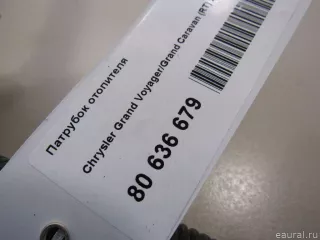 Патрубок отопителя
Chrysler Grand Voyager/Grand Caravan (RT)
80 636 679
eaural.ru